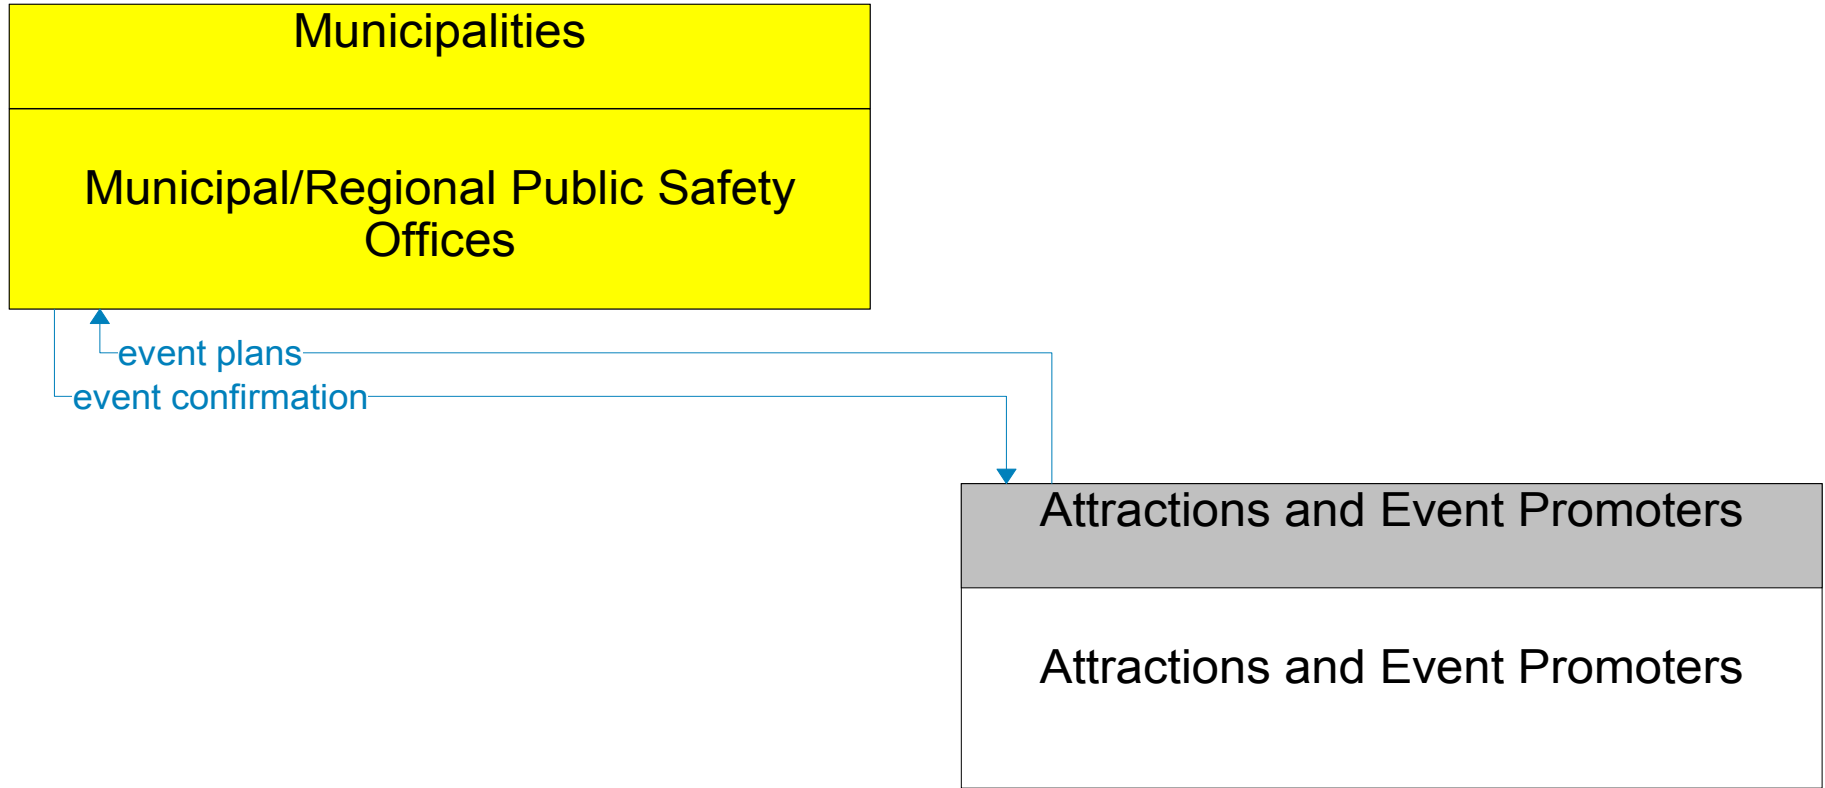 Municipalities
Municipal/Regional Public Safety
Offices
event plans
event confirmation
Attractions and Event Promoters
Attractions and Event Promoters